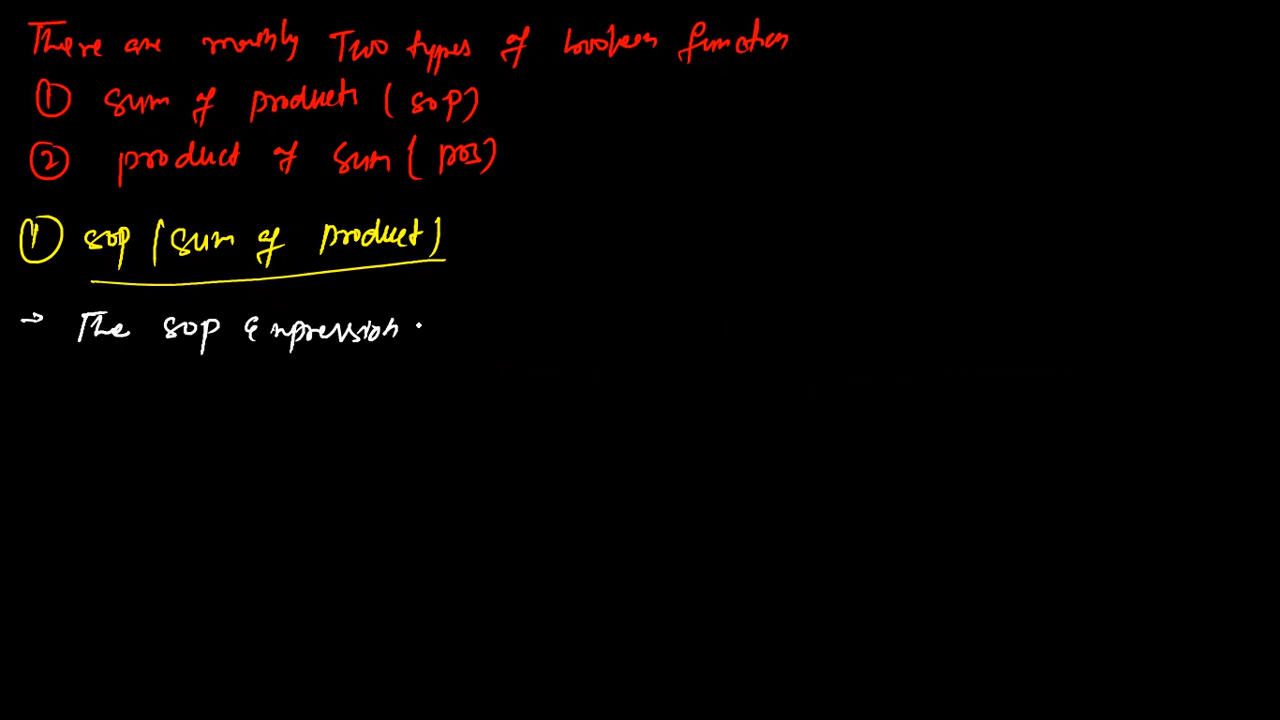 There are mostly Two types of boolean function
① Sum of product (SOP)
② product of Sum (POS)
① SOP (Sum of product)
→ The SOP Expression